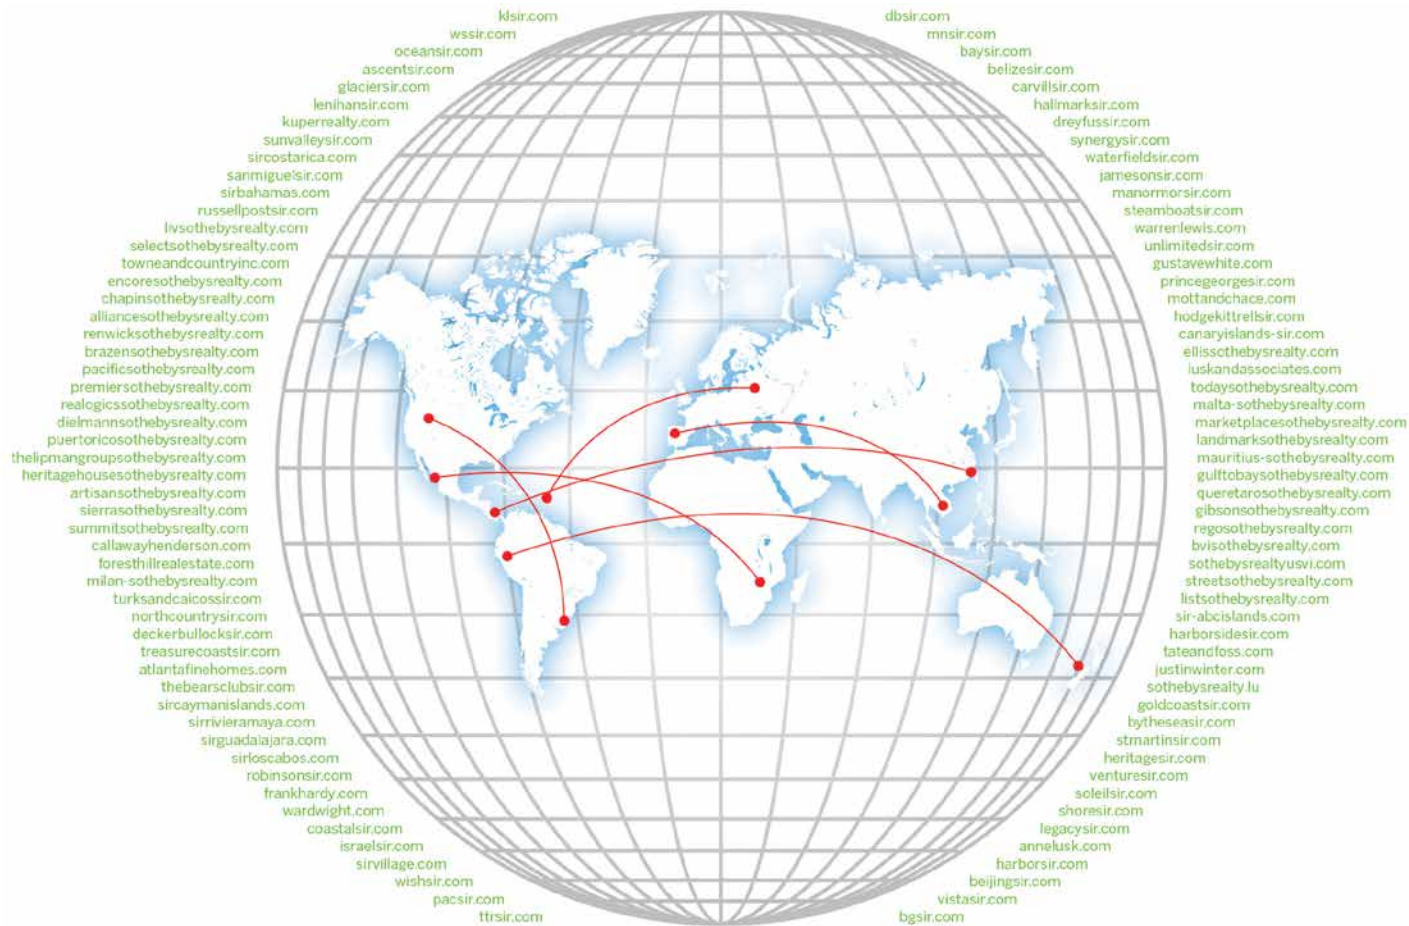 klsir.com
wssir.com
oceansir.com
ascentsir.com
glaciersir.com
lenihansir.com
kuperrealty.com
sunvalleysir.com
sircostarica.com
sanmiguelsir.com
sirbahamas.com
russellpostsir.com
livsothebysrealty.com
selectsothebysrealty.com
towneandcountryinc.com
encoresothebysrealty.com
chapinsothebysrealty.com
alliancesothebysrealty.com
renwicksothebysrealty.com
brazensothebysrealty.com
pacificsothebysrealty.com
premiersothebysrealty.com
realogicssothebysrealty.com
dielmannsothebysrealty.com
puertoricosothebysrealty.com
thelipmangroupsothebysrealty.com
heritagehousesothebysrealty.com
artisansothebysrealty.com
sierrasothebysrealty.com
summitsothebysrealty.com
callawayhenderson.com
foresthillrealestate.com
milan-sothebysrealty.com
turksandcaicossir.com
northcountrysir.com
deckerbullocksir.com
treasurecoastsir.com
atlantafinehomes.com
thebearsclubsir.com
sircaymanislands.com
sirrivieramaya.com
sirguadalajara.com
sirloscabos.com
robinsonsir.com
frankhardy.com
wardwight.com
coastalsir.com
israelsir.com
sirvillage.com
wishsir.com
pacsir.com
ttrsir.com
dbsir.com
mnsir.com
baysir.com
belizesir.com
carvillsir.com
hallmarksir.com
dreyfussir.com
synergysir.com
waterfieldsir.com
jamesonsir.com
manormorsir.com
steamboatsir.com
warrenlewis.com
unlimitedsir.com
gustavewhite.com
princegeorgesir.com
mottandchace.com
hodgekittrellsir.com
canaryislands-sir.com
ellissothebysrealty.com
luskandassociates.com
todaysothebysrealty.com
malta-sothebysrealty.com
marketplacesothebysrealty.com
landmarksothebysrealty.com
mauritius-sothebysrealty.com
gulftobaysothebysrealty.com
queretarosothebysrealty.com
gibsonsothebysrealty.com
regosothebysrealty.com
bvisothebysrealty.com
sothebysrealtyusvi.com
streetsothebysrealty.com
listsothebysrealty.com
sir-abcislands.com
harborsidesir.com
tateandfoss.com
justinwinter.com
sothebysrealty.lu
goldcoastsir.com
bytheseasir.com
stmartinsir.com
heritagesir.com
venturesir.com
soleilsir.com
shoresir.com
legacysir.com
annelusk.com
harborsir.com
beijingsir.com
vistasir.com
bgsir.com